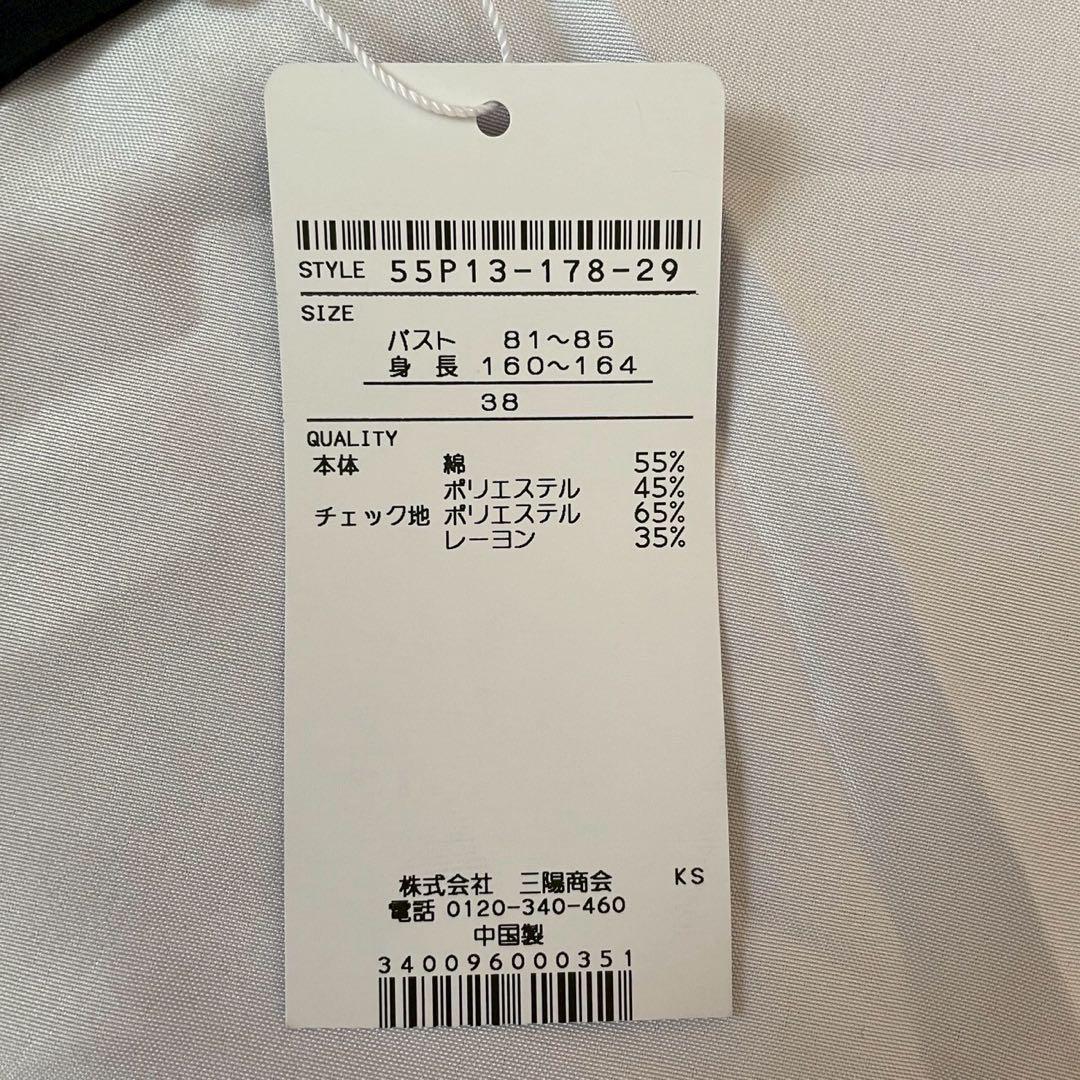 STYLE 55P13-178-29
SIZE
バスト 81~85
身長 160~164
38
QUALITY
本体 綿 55%
ポリエステル 45%
チェック地 ポリエステル 65%
レーヨン 35%
株式会社 三陽商会 KS
電話 0120-340-460
中国製
340096000351